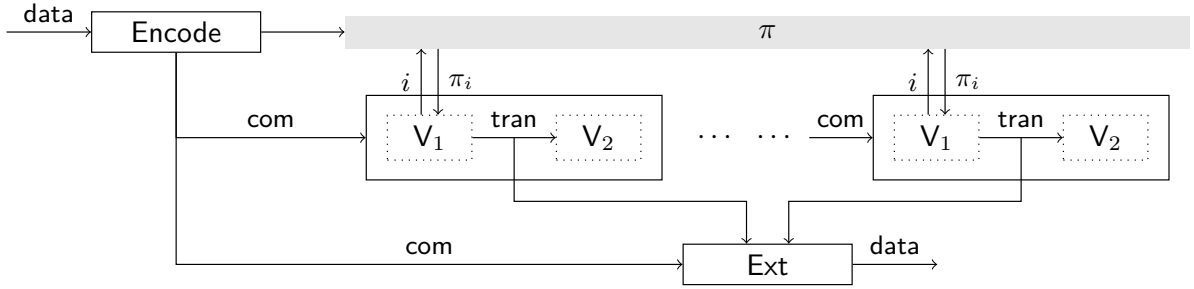 data
Encode
π
i
π_i
i
π_i
com
V_1
tran
V_2
... ...
com
V_1
tran
V_2
com
Ext
data